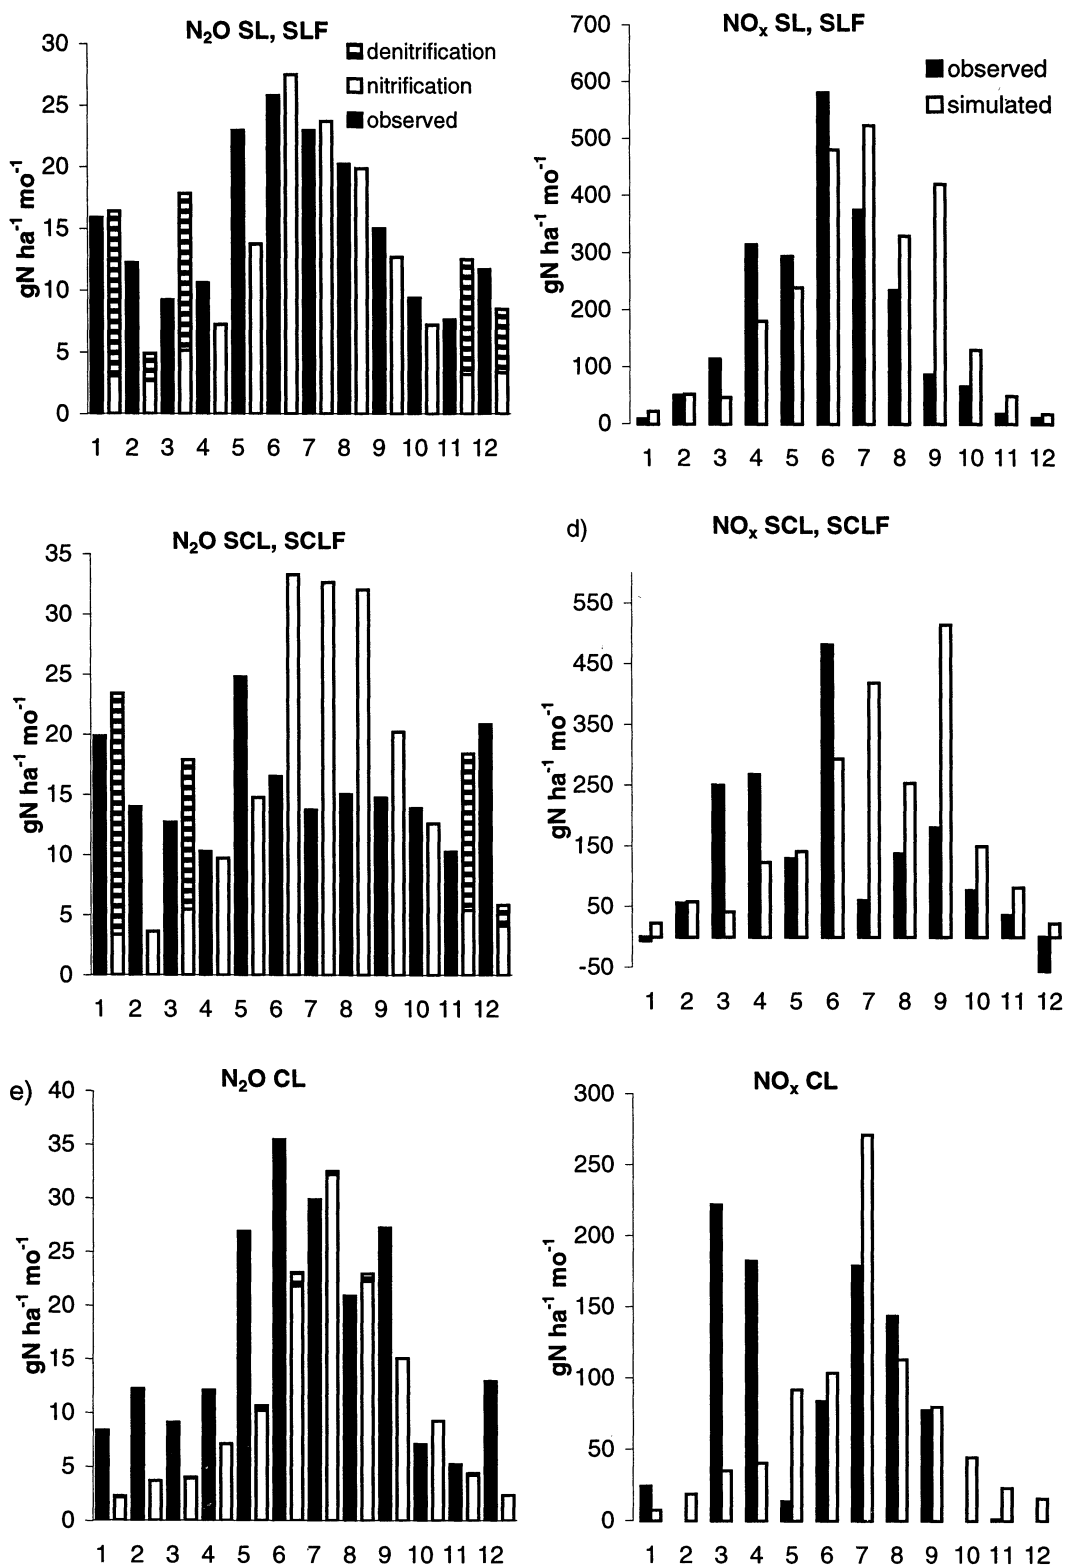 N₂O SL, SLF
denitrification
nitrification
observed
gN ha⁻¹ mo⁻¹
30
25
20
15
10
5
0
1 2 3 4 5 6 7 8 9 10 11 12
NOₓ SL, SLF
observed
simulated
gN ha⁻¹ mo⁻¹
700
600
500
400
300
200
100
0
1 2 3 4 5 6 7 8 9 10 11 12
N₂O SCL, SCLF
gN ha⁻¹ mo⁻¹
35
30
25
20
15
10
5
0
1 2 3 4 5 6 7 8 9 10 11 12
d)
NOₓ SCL, SCLF
gN ha⁻¹ mo⁻¹
550
450
350
250
150
50
-50
1 2 3 4 5 6 7 8 9 10 11 12
e)
N₂O CL
gN ha⁻¹ mo⁻¹
40
35
30
25
20
15
10
5
0
1 2 3 4 5 6 7 8 9 10 11 12
NOₓ CL
gN ha⁻¹ mo⁻¹
300
250
200
150
100
50
0
1 2 3 4 5 6 7 8 9 10 11 12